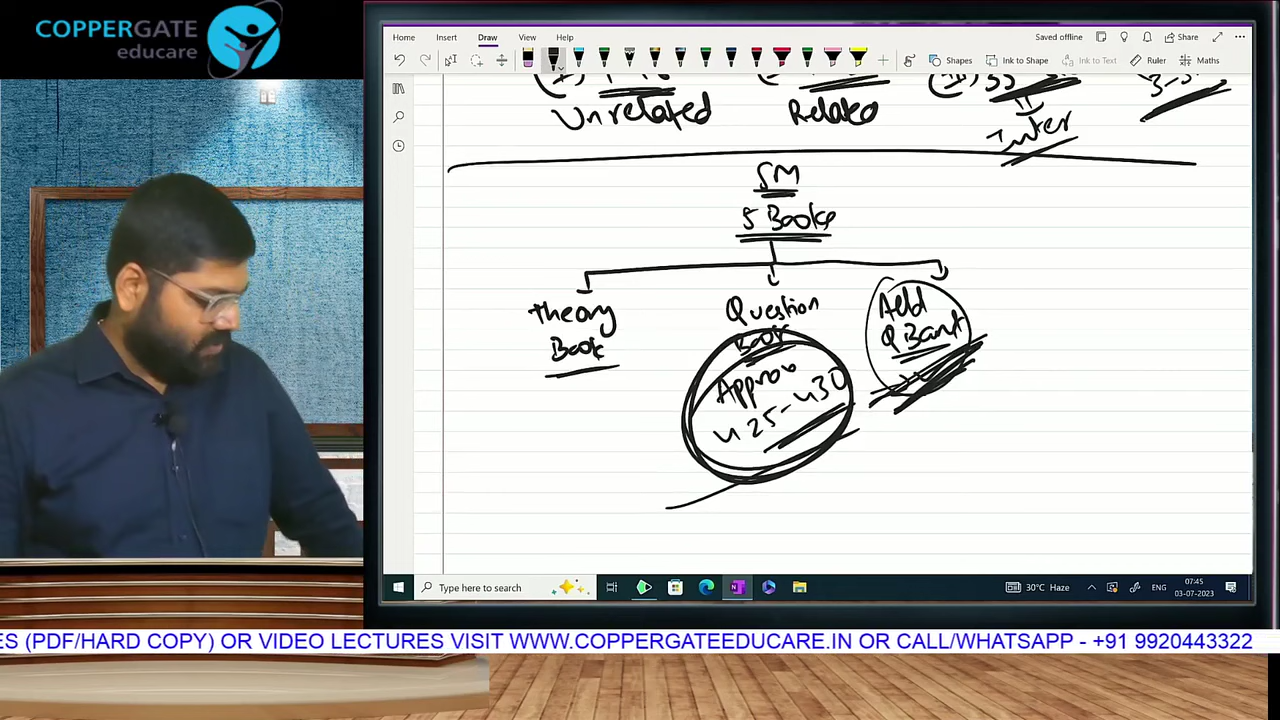 COPPERGATE
educare
Home Insert Draw View Help
Saved offline
Share
Shapes
Ink to Shape
Ink to Text
Ruler
Maths
Unrelated
Related
Inter
SM
5 Books
Theory
Book
Question
Book
Approx
425-430
Add
Q Bank
Type here to search
30°C Haze
ENG
07:45
03-07-2023
ES (PDF/HARD COPY) OR VIDEO LECTURES VISIT WWW.COPPERGATEEDUCARE.IN OR CALL/WHATSAPP - +91 9920443322